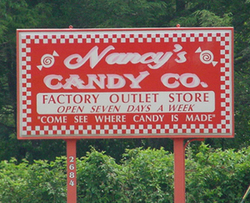 Nancy's
CANDY CO.
FACTORY OUTLET STORE
OPEN SEVEN DAYS A WEEK
"COME SEE WHERE CANDY IS MADE"
2684